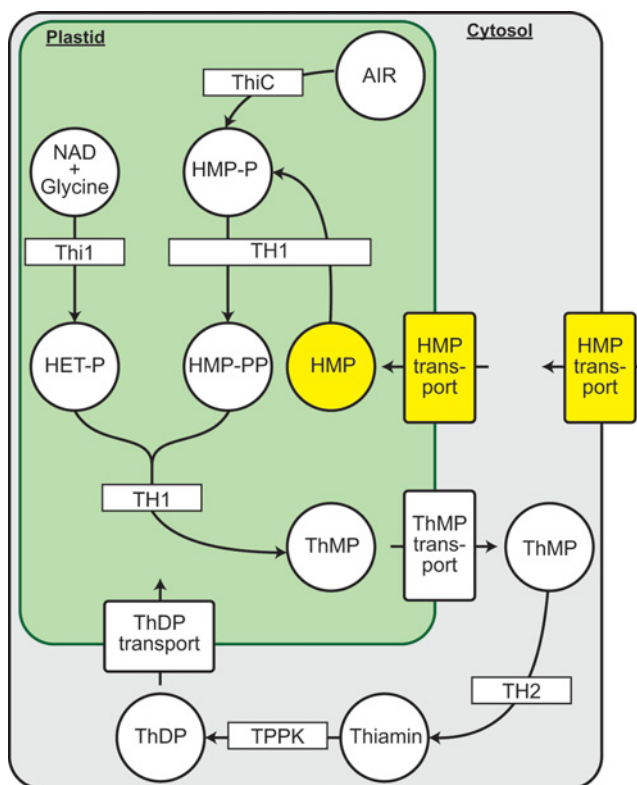 Plastid
Cytosol
AIR
ThiC
NAD
+
Glycine
HMP-P
Thi1
TH1
HET-P
HMP-PP
HMP
HMP
trans-
port
HMP
trans-
port
TH1
ThMP
ThMP
trans-
port
ThMP
ThDP
transport
TH2
ThDP
TPPK
Thiamin